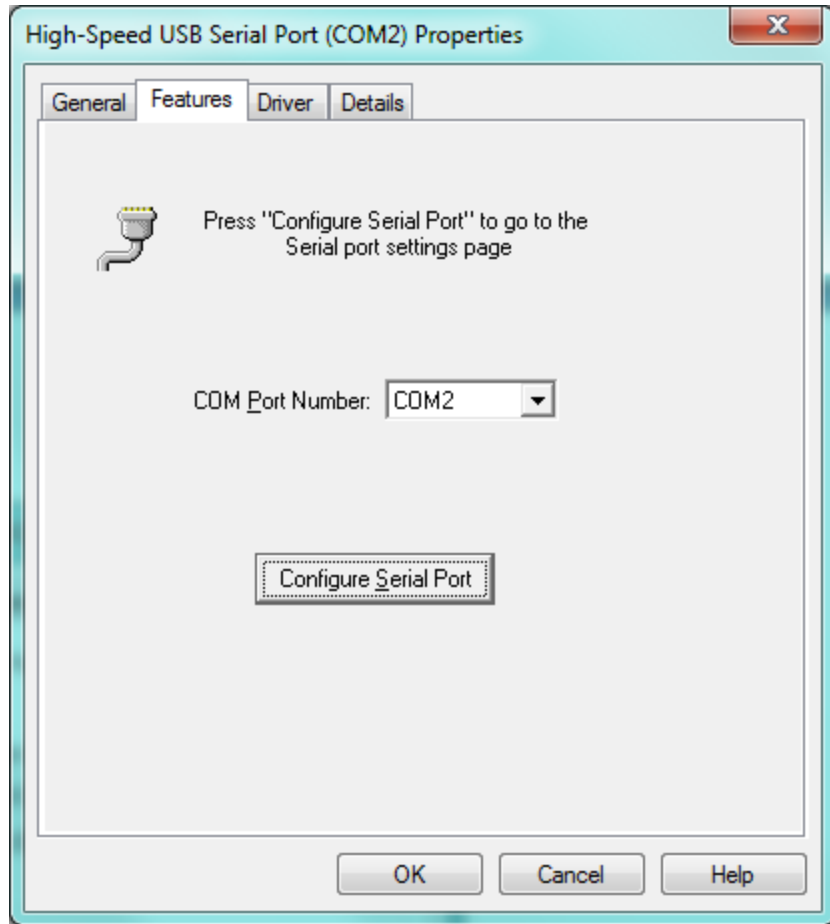 High-Speed USB Serial Port (COM2) Properties
General Features Driver Details
Press "Configure Serial Port" to go to the
Serial port settings page
COM Port Number: COM2
Configure Serial Port
OK Cancel Help